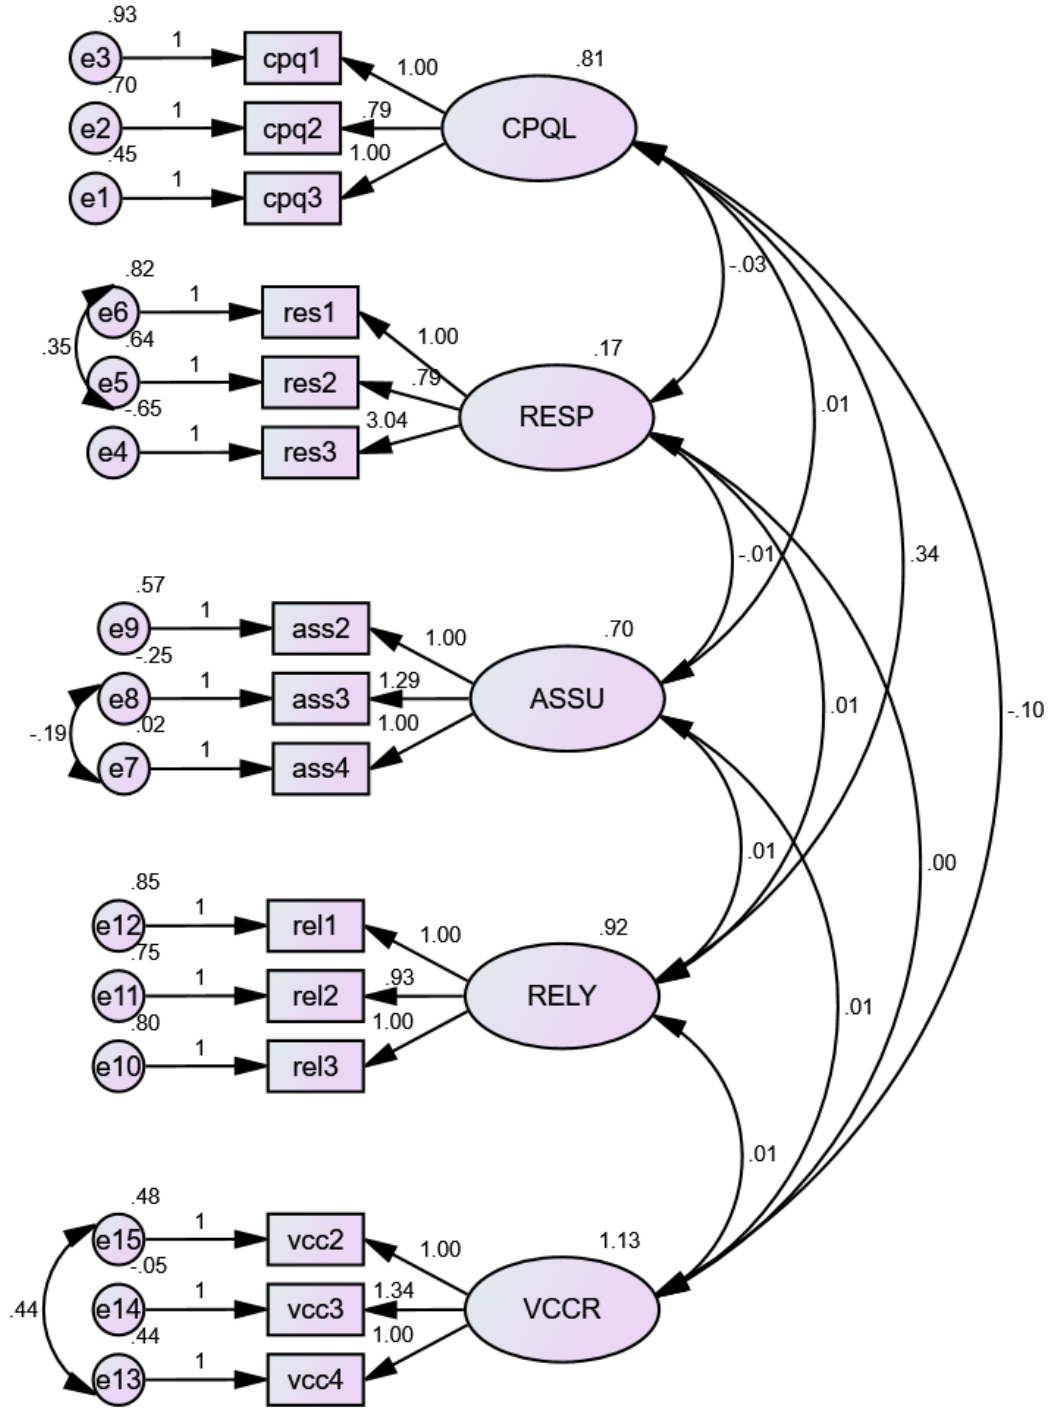 .93
e3 1 cpq1 1.00 .81
.70
e2 1 cpq2 .79 CPQL
.45 1.00
e1 1 cpq3
-.03
.82
e6 1 res1 1.00 .17
.35 .64
e5 1 res2 .79 RESP .01
-.65 3.04
e4 1 res3
-.01 .34
.57
e9 1 ass2 1.00 .70
-.25
e8 1 ass3 1.29 ASSU .01 -.10
-.19 .02 1.00
e7 1 ass4
.01 .00
.85
e12 1 rel1 1.00 .92
.75
e11 1 rel2 .93 RELY .01
.80 1.00
e10 1 rel3
.01
.48
e15 1 vcc2 1.00 1.13
-.05
.44 e14 1 vcc3 1.34 VCCR
.44 1.00
e13 1 vcc4